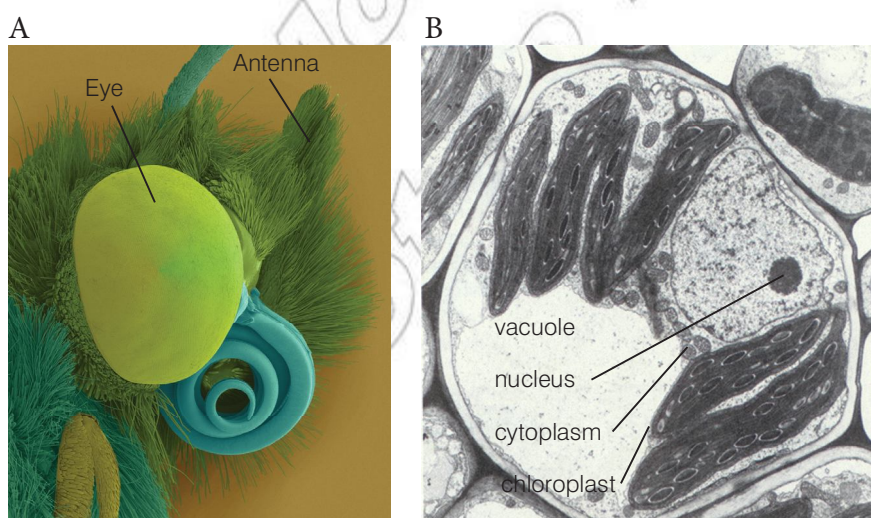 A
B
Eye
Antenna
vacuole
nucleus
cytoplasm
chloroplast